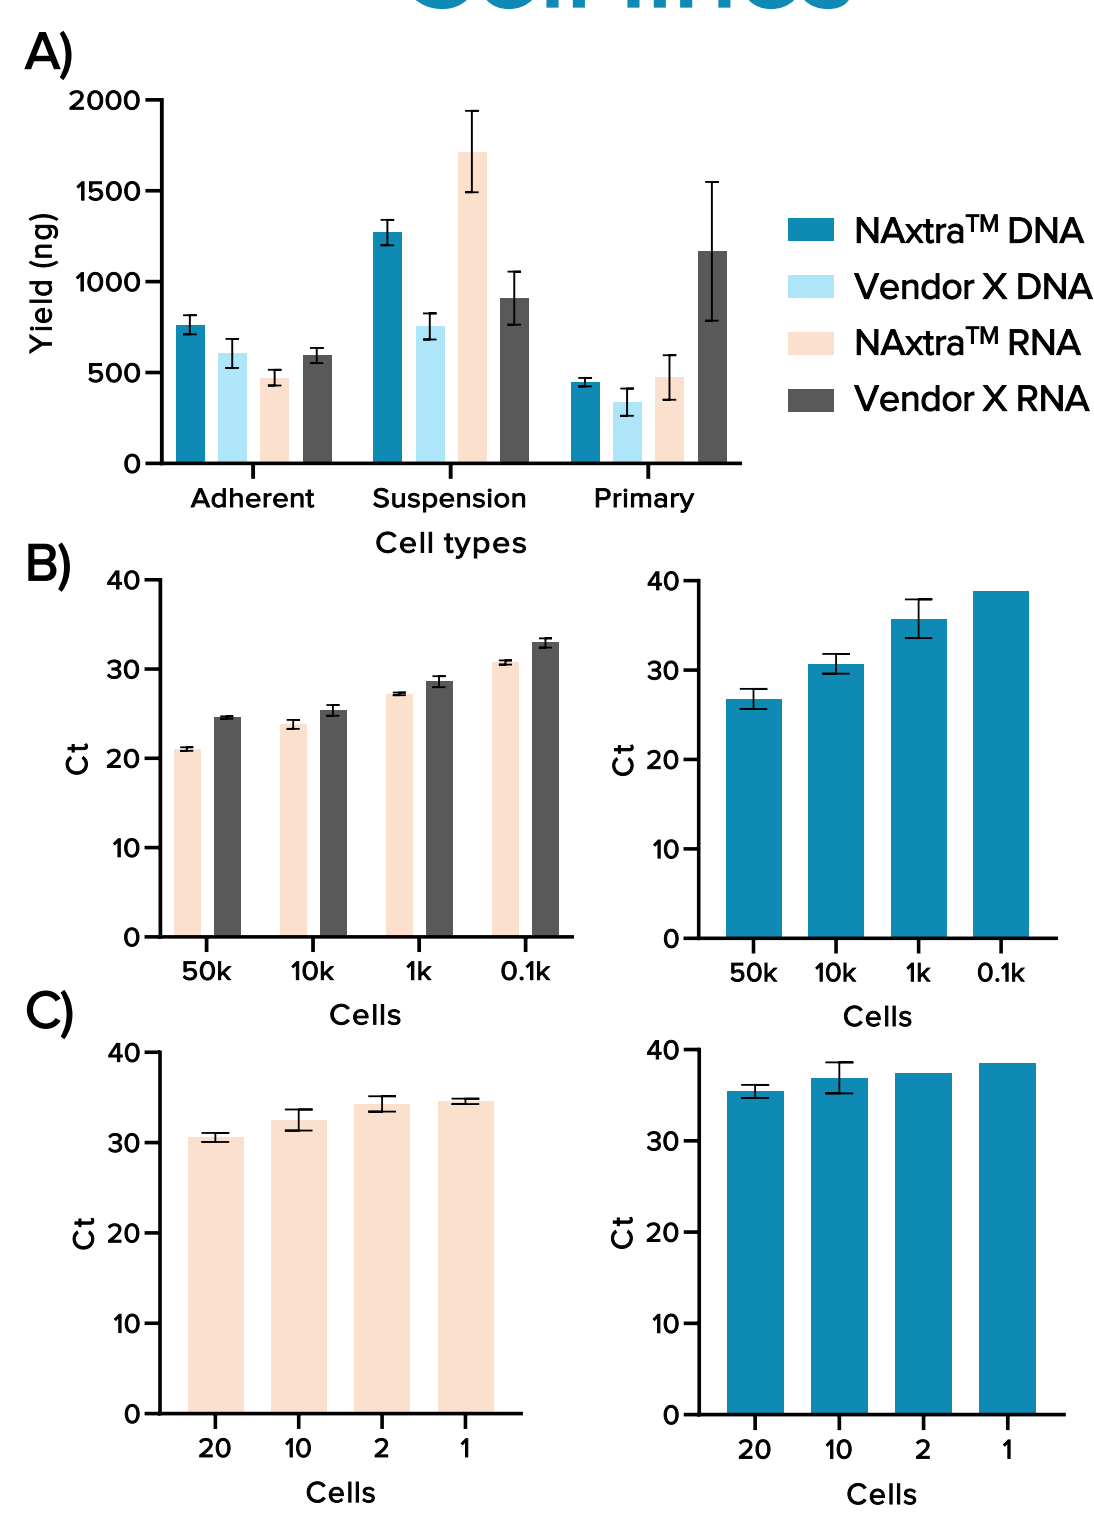 A)
2000
1500
1000
500
0
Yield (ng)
Adherent Suspension Primary
Cell types
NAxtra™ DNA
Vendor X DNA
NAxtra™ RNA
Vendor X RNA
B)
40
30
20
10
0
Ct
50k 10k 1k 0.1k
Cells
40
30
20
10
0
Ct
50k 10k 1k 0.1k
Cells
C)
40
30
20
10
0
Ct
20 10 2 1
Cells
40
30
20
10
0
Ct
20 10 2 1
Cells